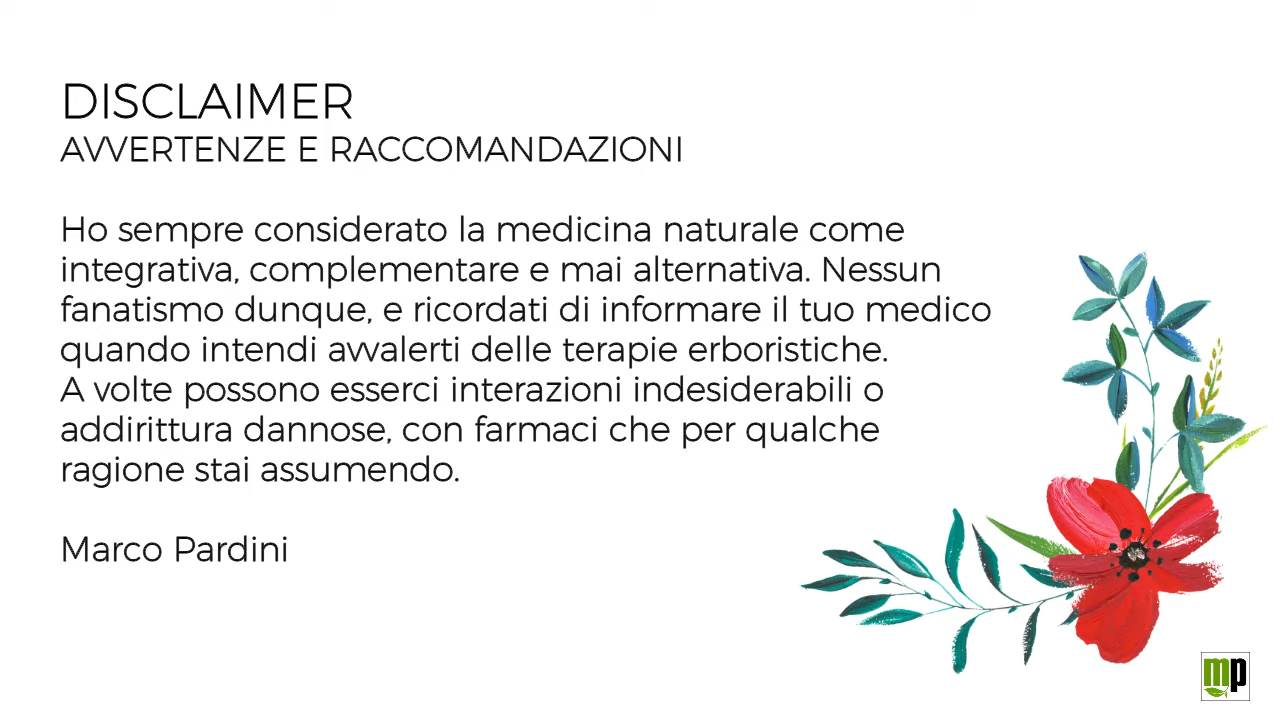 DISCLAIMER
AVVERTENZE E RACCOMANDAZIONI
Ho sempre considerato la medicina naturale come
integrativa, complementare e mai alternativa. Nessun
fanatismo dunque, e ricordati di informare il tuo medico
quando intendi avvalerti delle terapie erboristiche.
A volte possono esserci interazioni indesiderabili o
addirittura dannose, con farmaci che per qualche
ragione stai assumendo.
Marco Pardini
mp